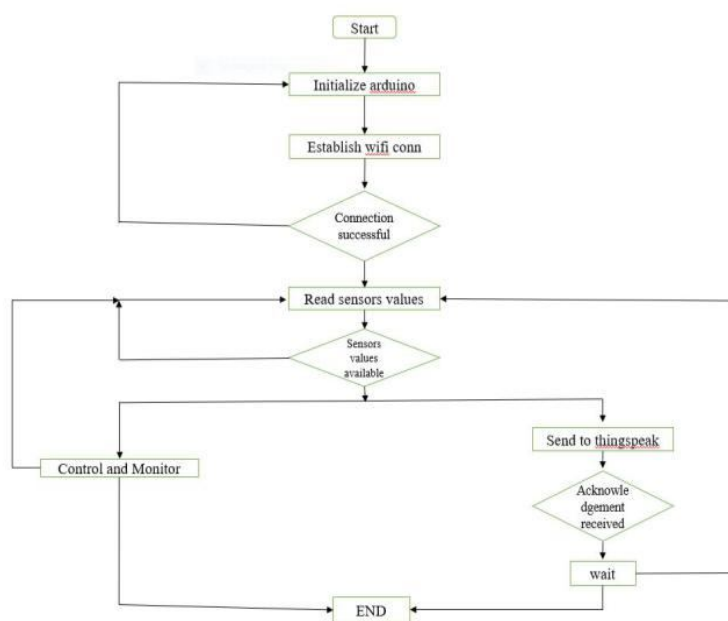 Start
Initialize arduino
Establish wifi conn
Connection
successful
Read sensors values
Sensors
values
available
Send to thingspeak
Control and Monitor
Acknowle
dgement
received
wait
END